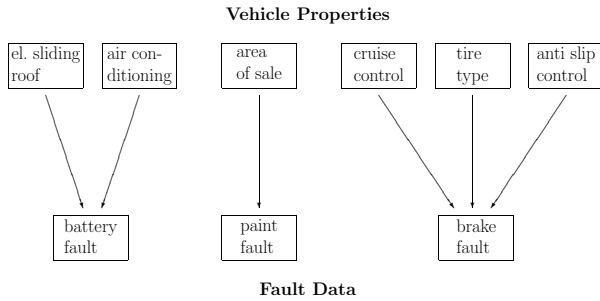 Vehicle Properties
el. sliding
roof
air con-
ditioning
area
of sale
cruise
control
tire
type
anti slip
control
battery
fault
paint
fault
brake
fault
Fault Data